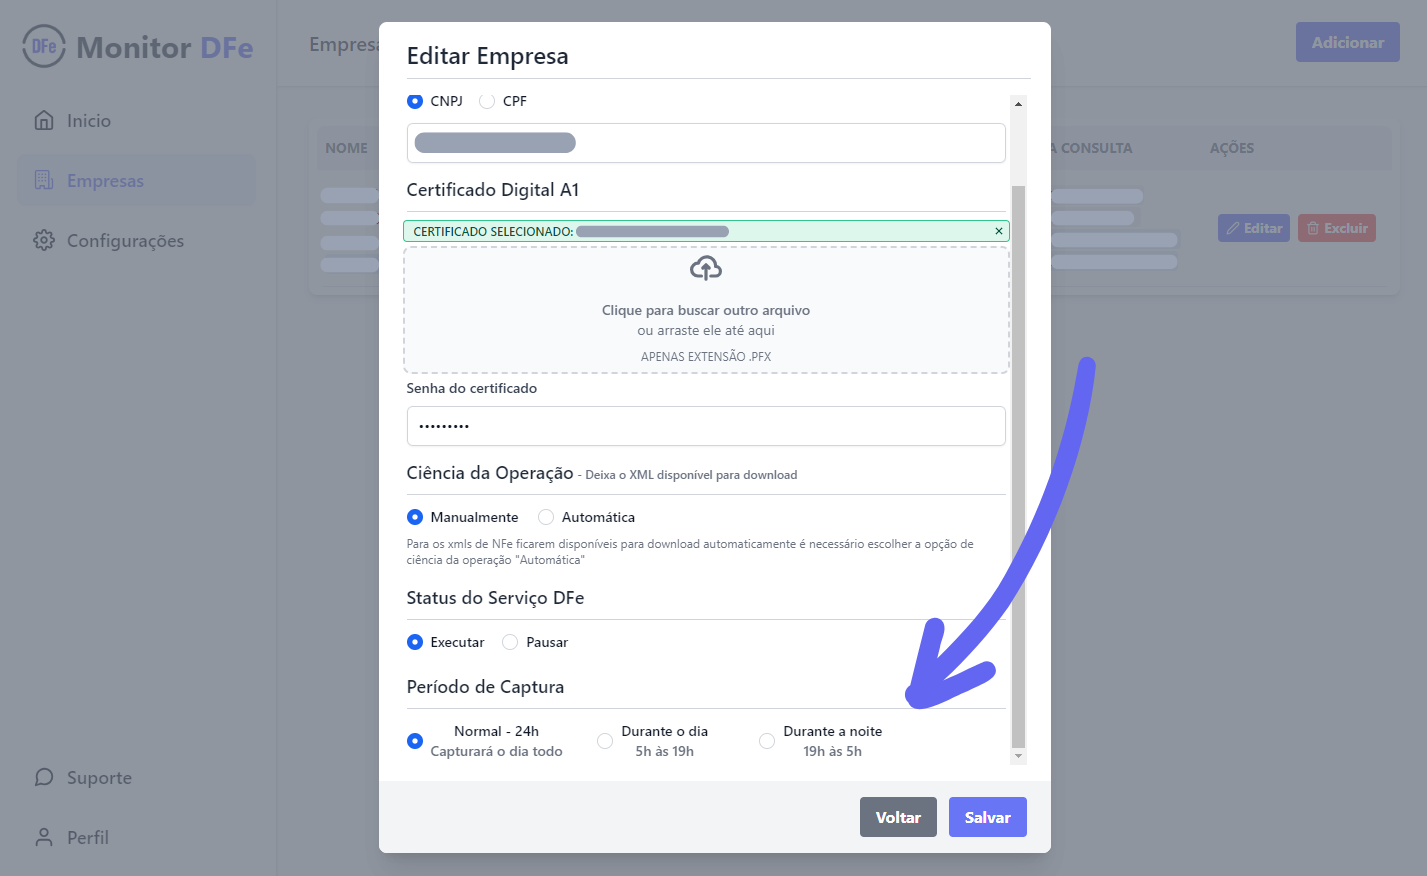 DFe Monitor DFe
Inicio
Empresas
Configurações
Suporte
Perfil
Adicionar
NOME
A CONSULTA
AÇÕES
Editar
Excluir
Editar Empresa
CNPJ
CPF
Certificado Digital A1
CERTIFICADO SELECIONADO:
×
Clique para buscar outro arquivo
ou arraste ele até aqui
APENAS EXTENSÃO .PFX
Senha do certificado
•••••••••
Ciência da Operação - Deixa o XML disponível para download
Manualmente
Automática
Para os xmls de NFe ficarem disponíveis para download automaticamente é necessário escolher a opção de
ciência da operação "Automática"
Status do Serviço DFe
Executar
Pausar
Período de Captura
Normal - 24h
Capturará o dia todo
Durante o dia
5h às 19h
Durante a noite
19h às 5h
Voltar
Salvar